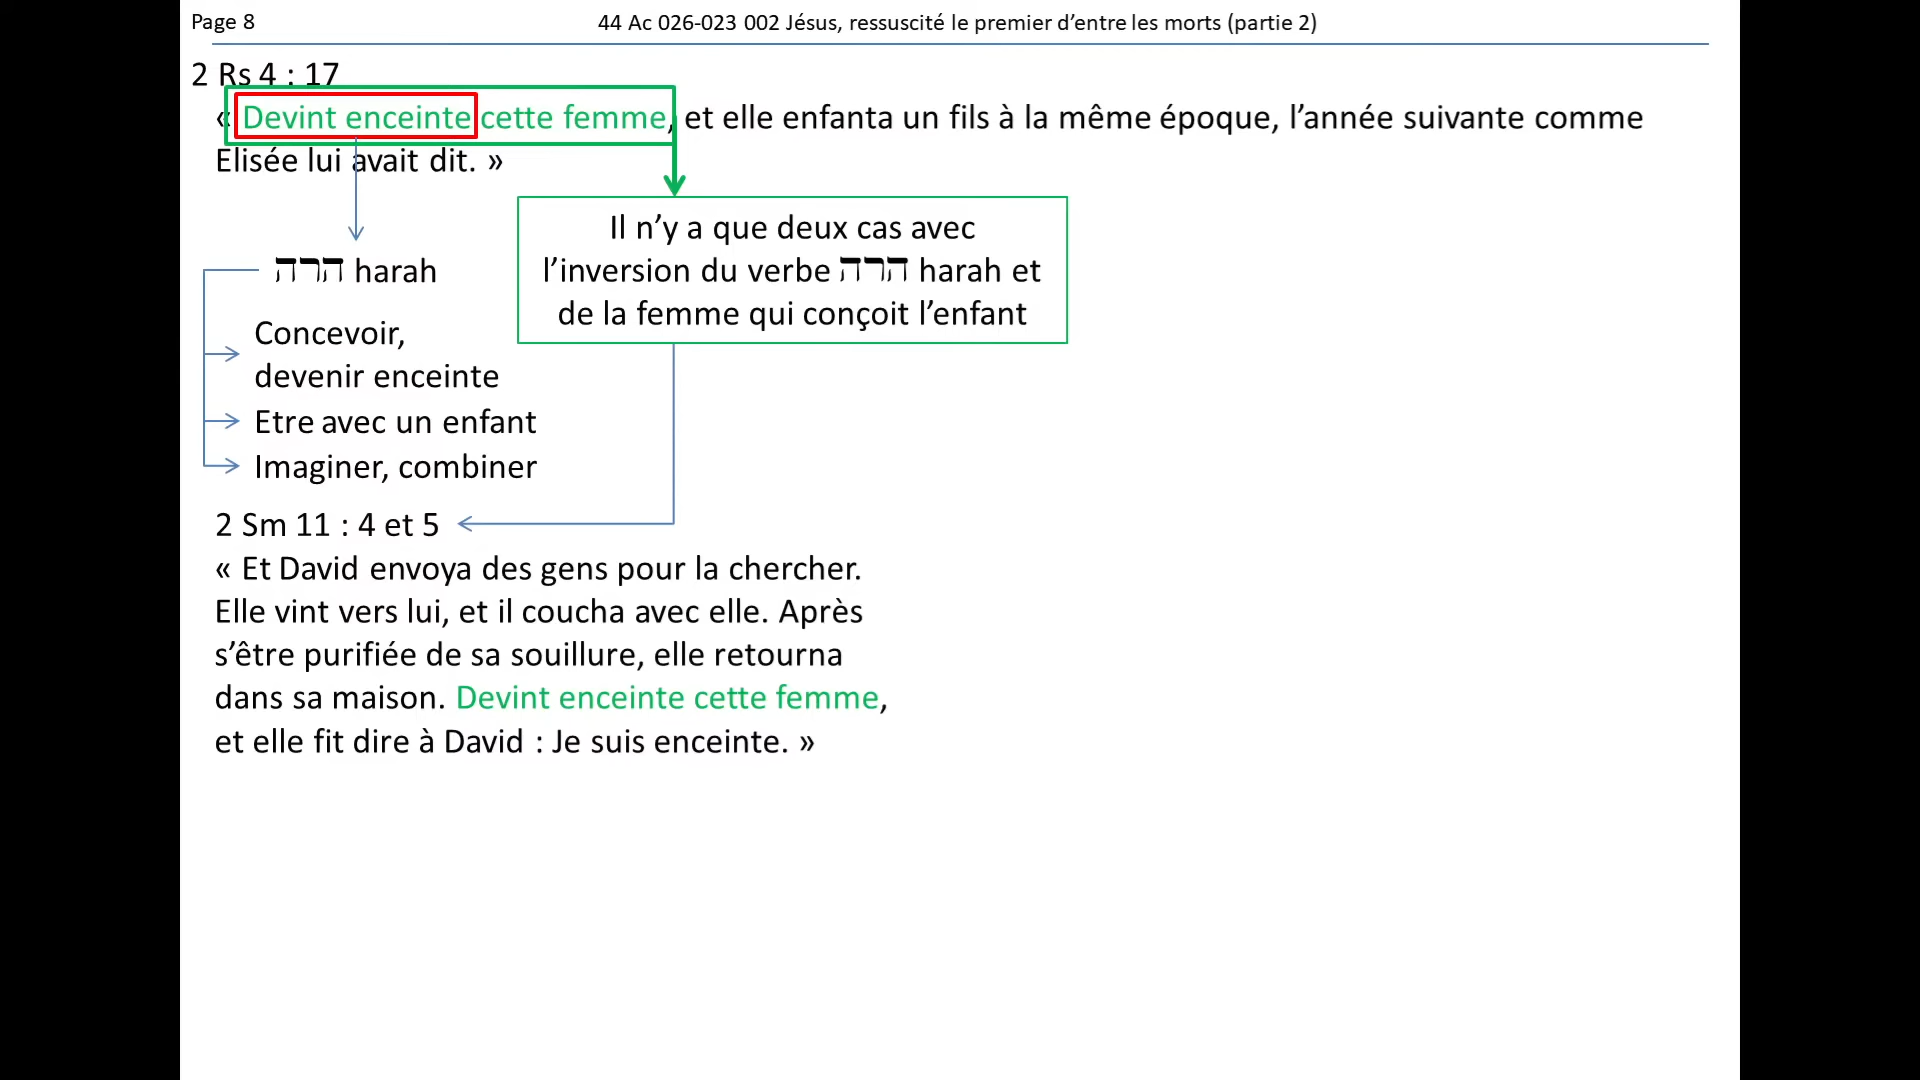 Page 8
44 Ac 026-023 002 Jésus, ressuscité le premier d’entre les morts (partie 2)
2 Rs 4 : 17
« Devint enceinte cette femme, et elle enfanta un fils à la même époque, l’année suivante comme
Elisée lui avait dit. »
Il n’y a que deux cas avec
l’inversion du verbe הרה harah et
de la femme qui conçoit l’enfant
הרה harah
Concevoir,
devenir enceinte
Etre avec un enfant
Imaginer, combiner
2 Sm 11 : 4 et 5
« Et David envoya des gens pour la chercher.
Elle vint vers lui, et il coucha avec elle. Après
s’être purifiée de sa souillure, elle retourna
dans sa maison. Devint enceinte cette femme,
et elle fit dire à David : Je suis enceinte. »